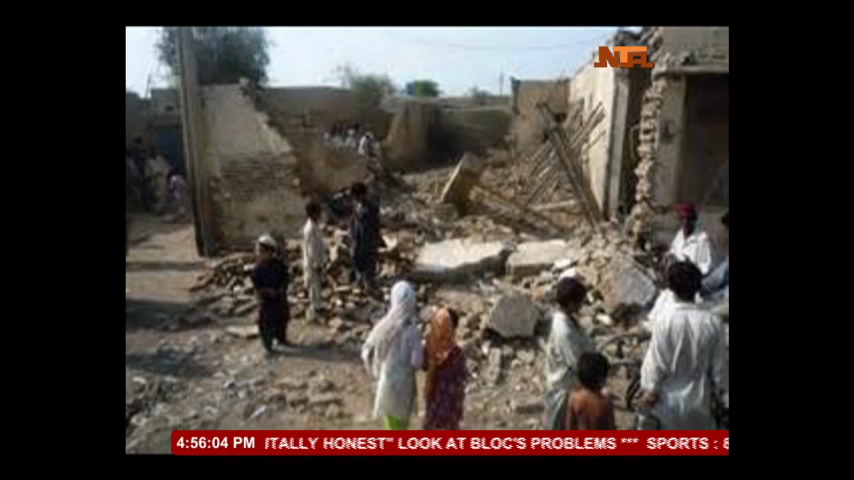 NTA
4:56:04 PM ITALLY HONEST" LOOK AT BLOC'S PROBLEMS *** SPORTS :